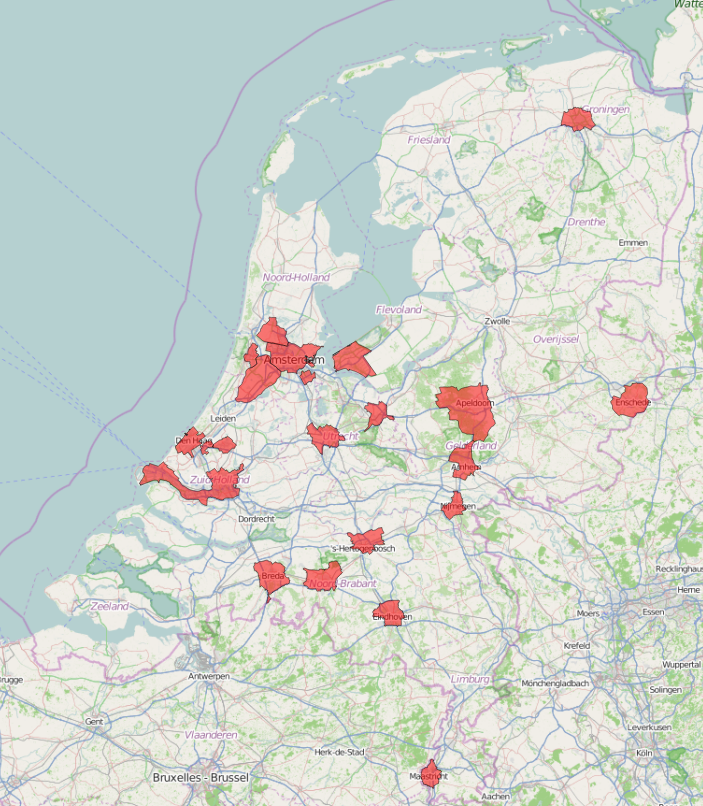 Watte
Groningen
Friesland
Drenthe
Emmen
Noord-Holland
Flevoland
Zwolle
Overijssel
Amsterdam
Apeldoorn
Enschede
Leiden
Den Haag
Utrecht
Gelderland
Arnhem
Zuid-Holland
Nijmegen
Dordrecht
's-Hertogenbosch
Recklinghaus
Breda
Noord-Brabant
Herne
Zeeland
Essen
Moers
Eindhoven
Krefeld
Wuppertal
Antwerpen
Limburg
rugge
Mönchengladbach
Solingen
Gent
Vlaanderen
Leverkusen
Herk-de-Stad
Köln
Bruxelles - Brussel
Maastricht
Aachen